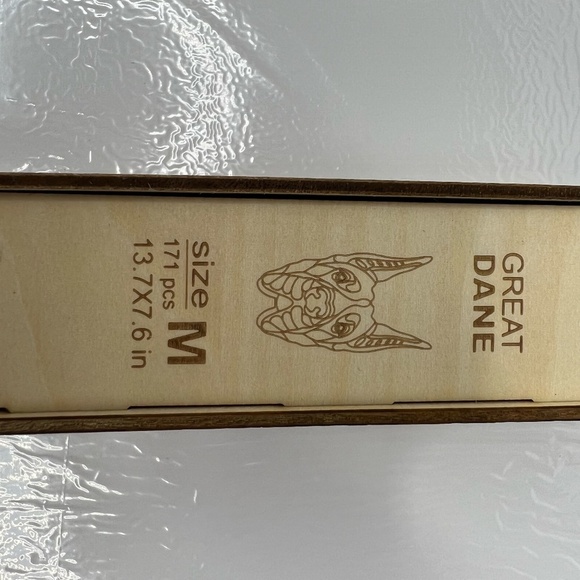 GREAT
DANE
size M
171 pcs
13.7X7.6 in